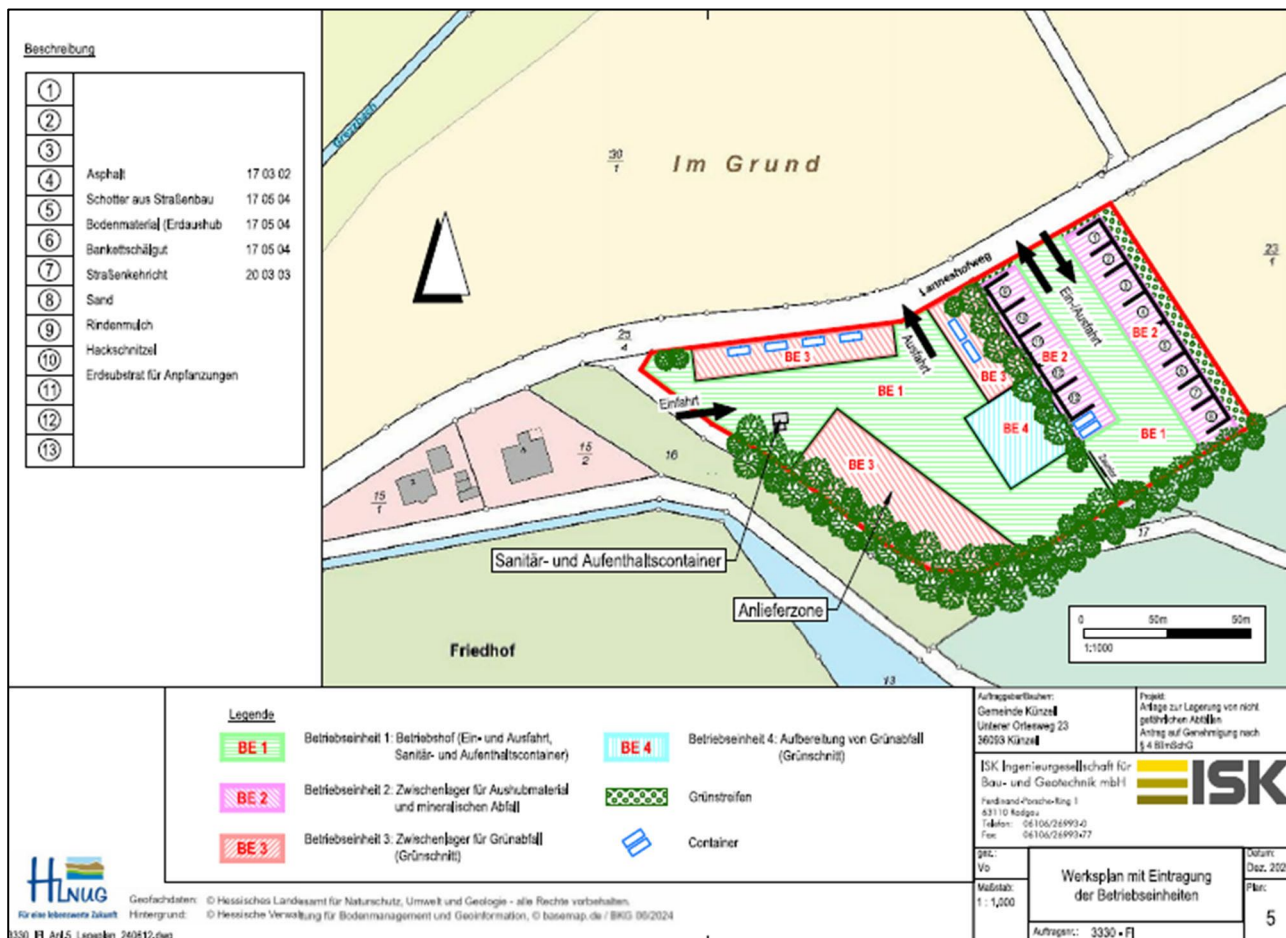 Beschreibung
1
2
3
4
5
6
7
8
9
10
11
12
13
Asphalt 17 03 02
Schotter aus Straßenbau 17 05 04
Bodenmaterial (Erdaushub 17 05 04
Bankettschälgut 17 05 04
Straßenkehricht 20 03 03
Sand
Rindenmulch
Hackschnitzel
Erdsubstrat für Anpflanzungen
30
1
Im Grund
23
1
25
4
Lanneshofweg
Ein-/Ausfahrt
Ausfahrt
Einfahrt
BE 3
BE 1
BE 3
BE 2
BE 2
BE 4
BE 1
BE 3
15
1
15
2
16
17
13
Sanitär- und Aufenthaltscontainer
Anlieferzone
Friedhof
0 50m 50m
1:1000
Legende
BE 1 Betriebseinheit 1: Betriebshof (Ein- und Ausfahrt,
Sanitär- und Aufenthaltscontainer)
BE 2 Betriebseinheit 2: Zwischenlager für Aushubmaterial
und mineralischen Abfall
BE 3 Betriebseinheit 3: Zwischenlager für Grünabfall
(Grünschnitt)
BE 4 Betriebseinheit 4: Aufbereitung von Grünabfall
(Grünschnitt)
Grünstreifen
Container
Auftraggeber/Bauherr:
Gemeinde Künzell
Unterer Ortesweg 23
36093 Künzell
Projekt:
Anlage zur Lagerung von nicht
gefährlichen Abfällen
Antrag auf Genehmigung nach
§ 4 BImSchG
ISK Ingenieurgesellschaft für
Bau- und Geotechnik mbH
Ferdinand-Porsche-Ring 1
63110 Rodgau
Telefon: 06106/26993-0
Fax: 06106/26993-77
ISK
gez.:
Vo
Maßstab:
1 : 1,000
Werksplan mit Eintragung
der Betriebseinheiten
Auftragsnr.: 3330 - FI
Datum:
Dez. 202
Plan:
5
HLNUG
Für eine lebenswerte Zukunft
Geofachdaten: © Hessisches Landesamt für Naturschutz, Umwelt und Geologie - alle Rechte vorbehalten.
Hintergrund: © Hessische Verwaltung für Bodenmanagement und Geoinformation, © basemap.de / BKG 06/2024